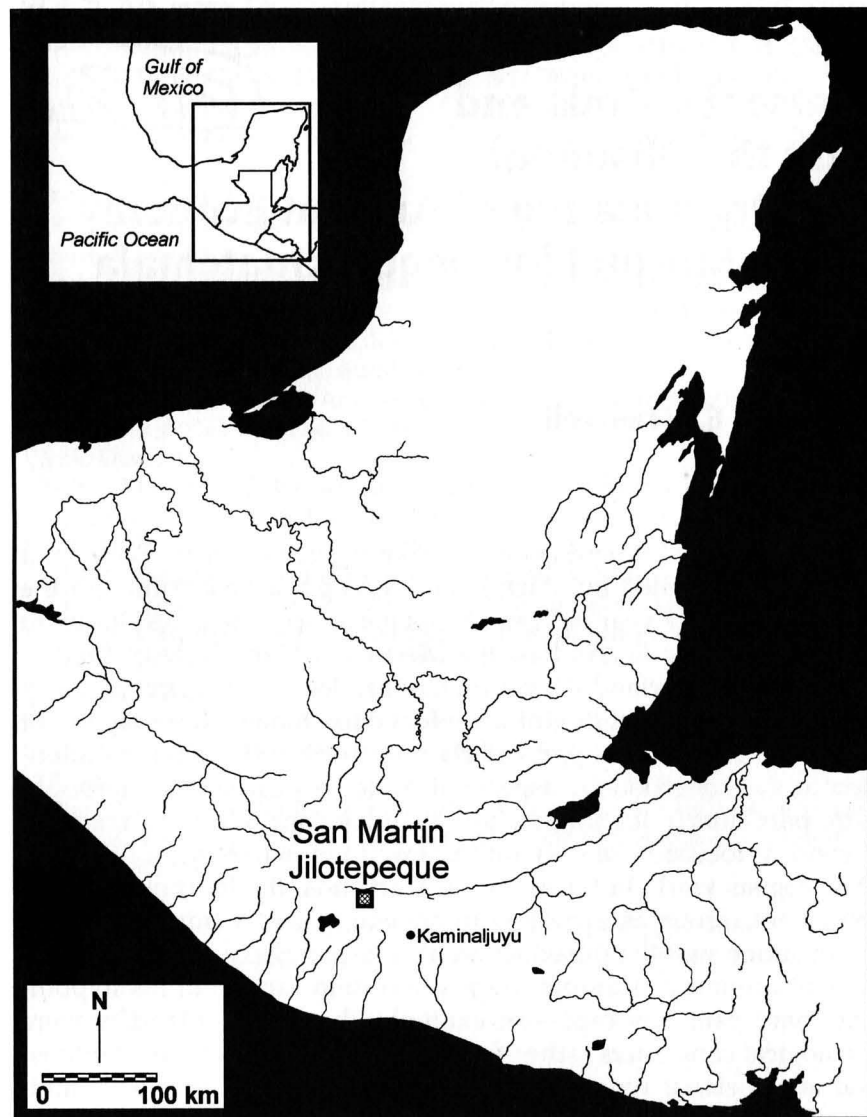 Gulf of
Mexico
Pacific Ocean
San Martín
Jilotepeque
Kaminaljuyu
N
0 100 km